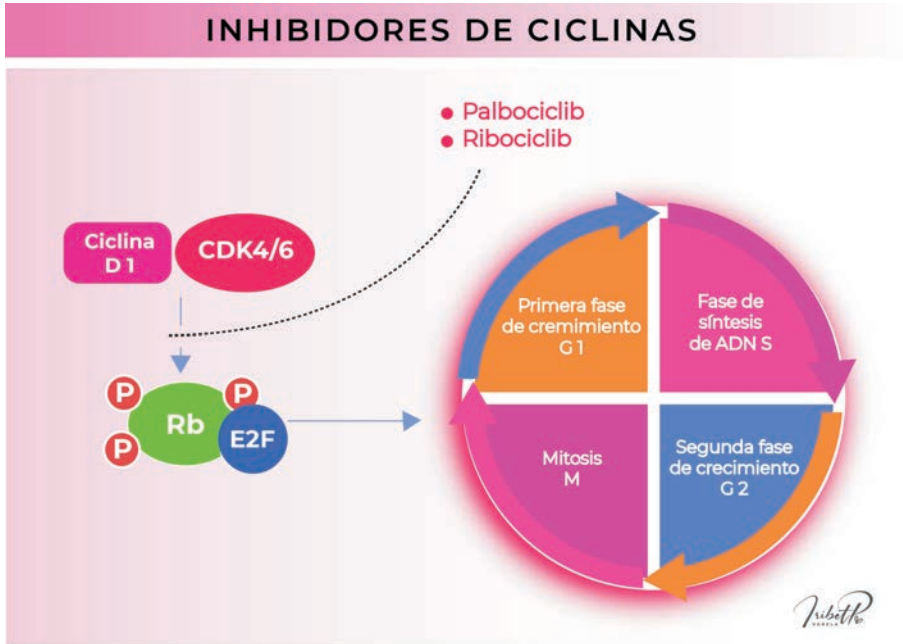 INHIBIDORES DE CICLINAS
Palbociclib
Ribociclib
Ciclina
D 1
CDK4/6
P
P
P
Rb
E2F
Primera fase
de cremimiento
G 1
Fase de
síntesis
de ADN S
Mitosis
M
Segunda fase
de crecimiento
G 2